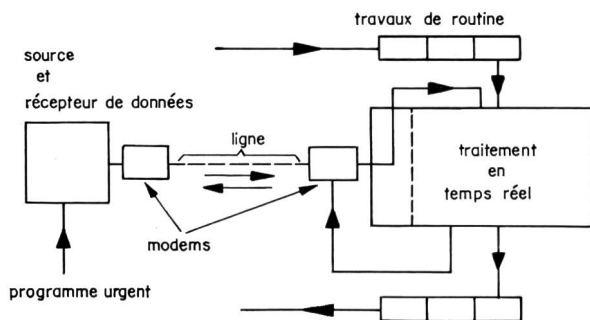 travaux de routine
source
et
récepteur de données
ligne
traitement
en
temps réel
modems
programme urgent